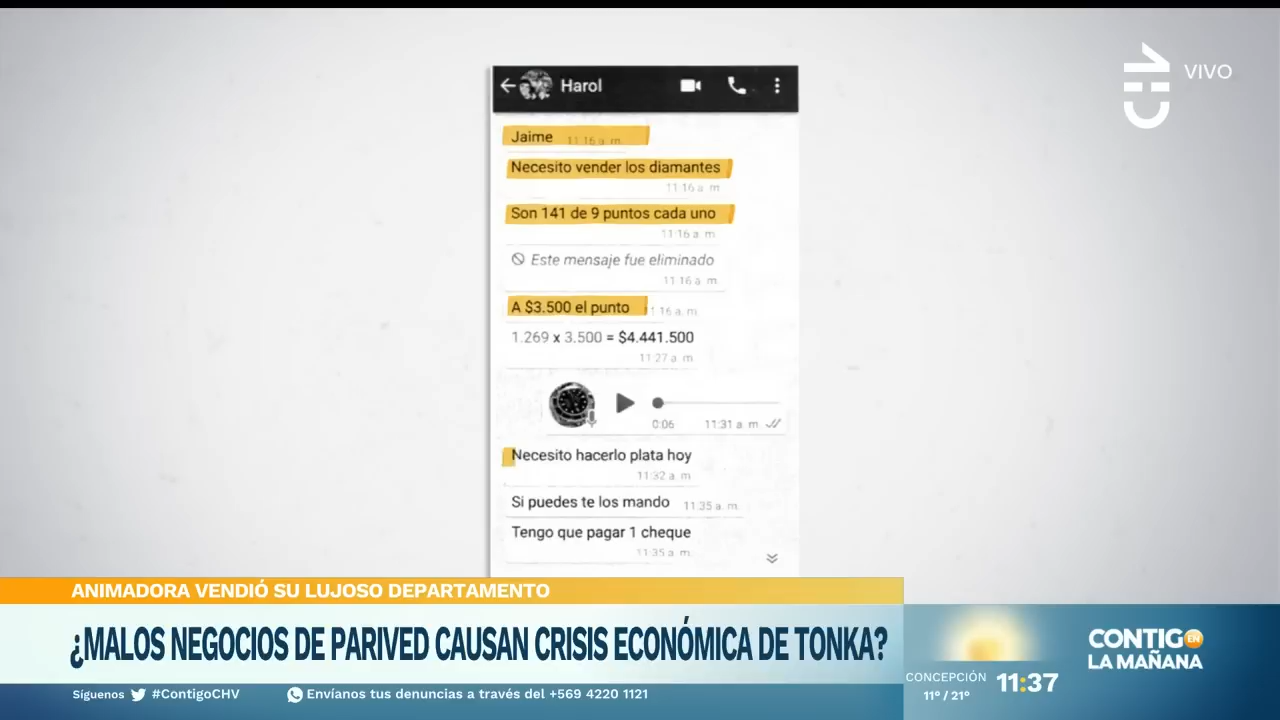 Harol
Jaime 11:16 a. m.
Necesito vender los diamantes
11:16 a. m
Son 141 de 9 puntos cada uno
11:16 a. m
Este mensaje fue eliminado
11:16 a. m
A $3.500 el punto 11:16 a. m.
1.269 x 3.500 = $4.441.500
11:27 a. m
0:06 11:31 a. m
Necesito hacerlo plata hoy
11:32 a. m
Si puedes te los mando 11:35 a. m.
Tengo que pagar 1 cheque
11:35 a. m.
CHV VIVO
ANIMADORA VENDIÓ SU LUJOSO DEPARTAMENTO
¿MALOS NEGOCIOS DE PARIVED CAUSAN CRISIS ECONÓMICA DE TONKA?
Síguenos #ContigoCHV Envíanos tus denuncias a través del +569 4220 1121
CONCEPCIÓN
11° / 21°
11:37
CONTIGO EN
LA MAÑANA